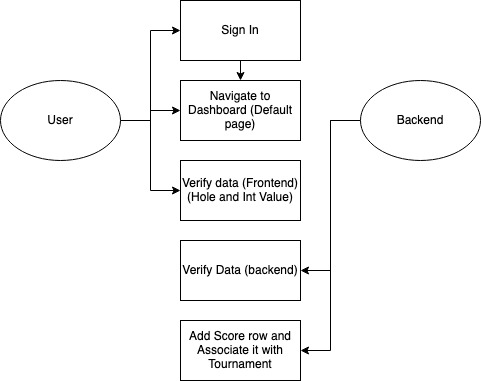 Sign In
User
Navigate to
Dashboard (Default
page)
Backend
Verify data (Frontend)
(Hole and Int Value)
Verify Data (backend)
Add Score row and
Associate it with
Tournament